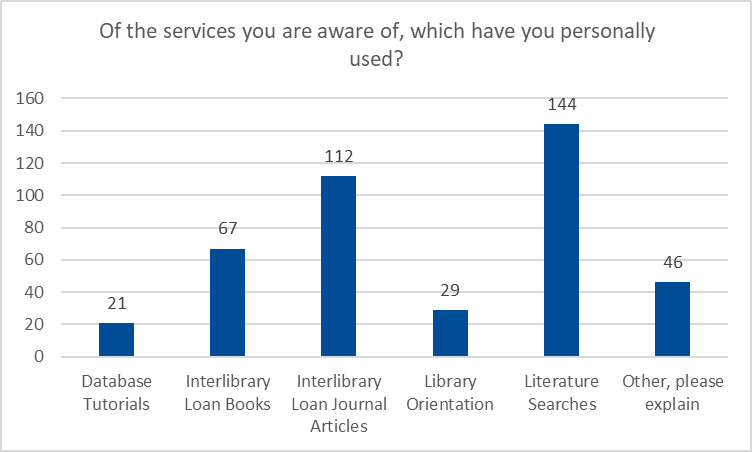 Of the services you are aware of, which have you personally
used?
160
140
120
100
80
60
40
20
0
21
67
112
29
144
46
Database
Tutorials
Interlibrary
Loan Books
Interlibrary
Loan Journal
Articles
Library
Orientation
Literature
Searches
Other, please
explain